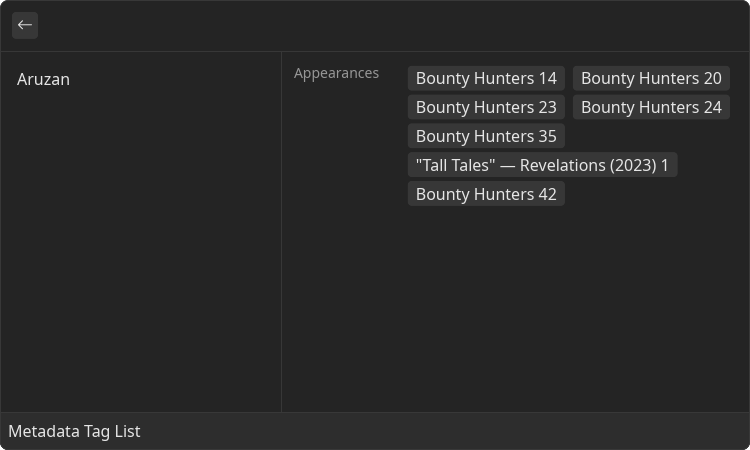 Aruzan
Appearances
Bounty Hunters 14 Bounty Hunters 20
Bounty Hunters 23 Bounty Hunters 24
Bounty Hunters 35
"Tall Tales" — Revelations (2023) 1
Bounty Hunters 42
Metadata Tag List